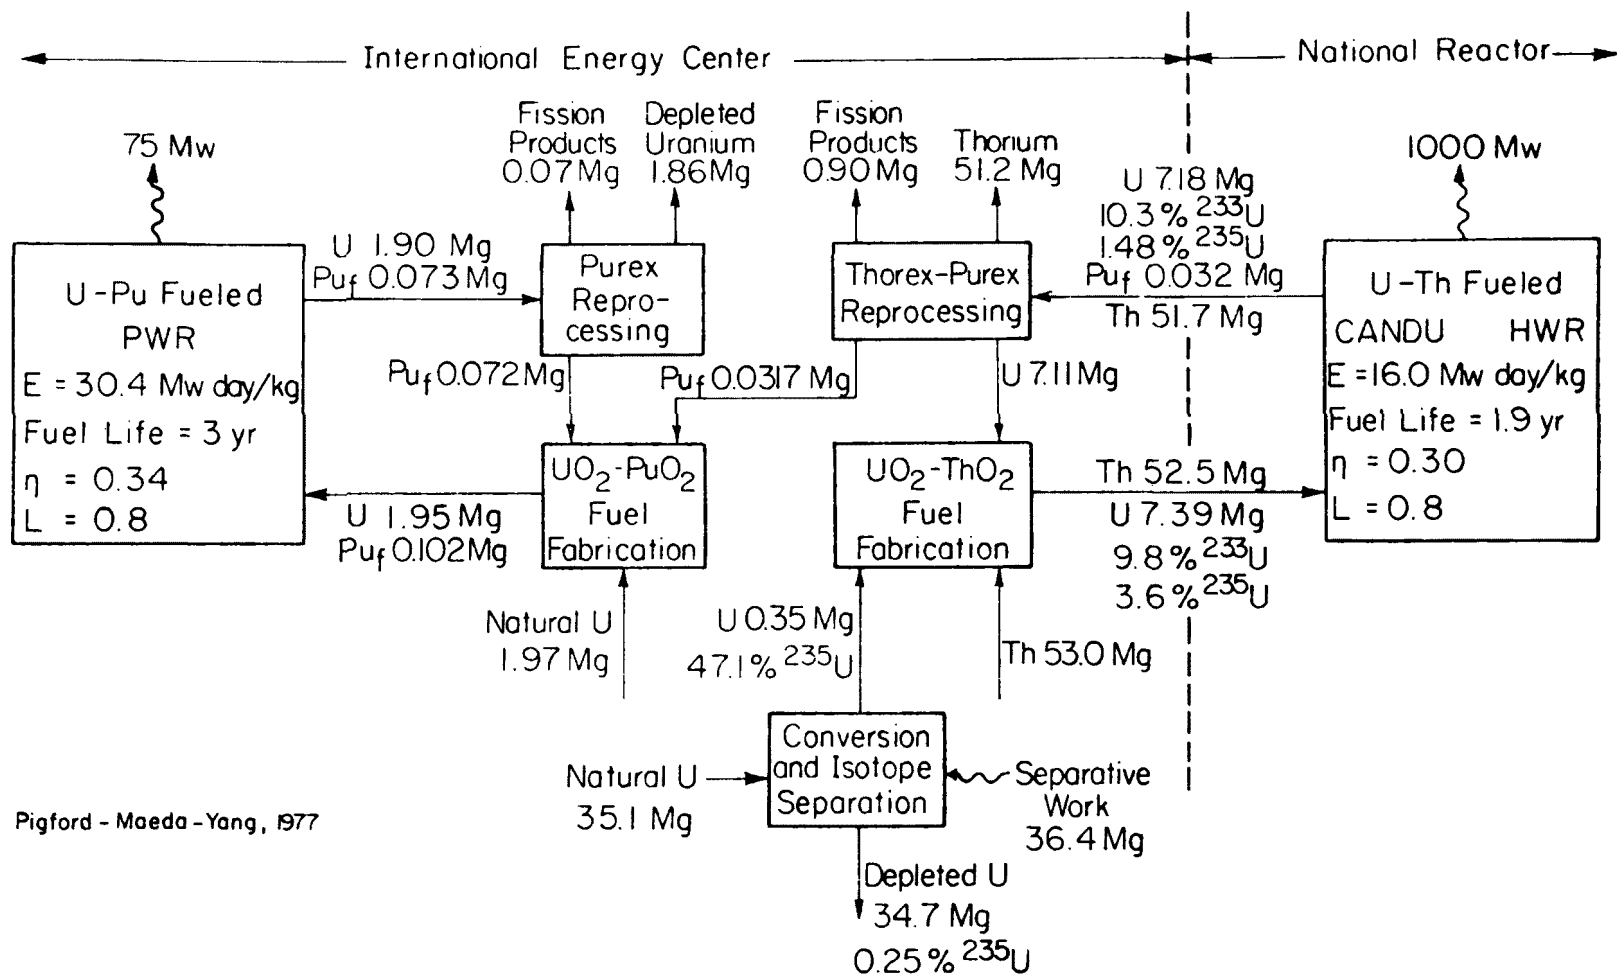 International Energy Center
National Reactor
75 Mw
Fission
Products
0.07 Mg
Depleted
Uranium
1.86 Mg
Fission
Products
0.90 Mg
Thorium
51.2 Mg
U 7.18 Mg
10.3 % ²³³U
1.48 % ²³⁵U
Puf 0.032 Mg
Th 51.7 Mg
1000 Mw
U-Pu Fueled
PWR
E = 30.4 Mw day/kg
Fuel Life = 3 yr
η = 0.34
L = 0.8
U 1.90 Mg
Puf 0.073 Mg
Purex
Repro-
cessing
Thorex-Purex
Reprocessing
U-Th Fueled
CANDU HWR
E = 16.0 Mw day/kg
Fuel Life = 1.9 yr
η = 0.30
L = 0.8
Puf 0.072 Mg
Puf 0.0317 Mg
U 7.11 Mg
U 1.95 Mg
Puf 0.102 Mg
UO₂-PuO₂
Fuel
Fabrication
UO₂-ThO₂
Fuel
Fabrication
Th 52.5 Mg
U 7.39 Mg
9.8 % ²³³U
3.6 % ²³⁵U
Natural U
1.97 Mg
U 0.35 Mg
47.1 % ²³⁵U
Th 53.0 Mg
Natural U
35.1 Mg
Conversion
and Isotope
Separation
Separative
Work
36.4 Mg
Pigford - Maeda - Yang, 1977
Depleted U
34.7 Mg
0.25 % ²³⁵U